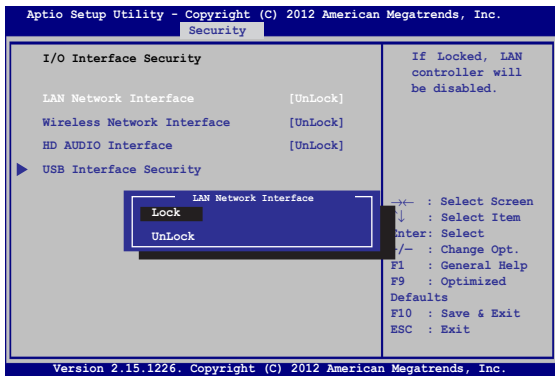 Aptio Setup Utility - Copyright (C) 2012 American Megatrends, Inc.
Security
I/O Interface Security
LAN Network Interface [UnLock]
Wireless Network Interface [UnLock]
HD AUDIO Interface [UnLock]
USB Interface Security
LAN Network Interface
Lock
UnLock
If Locked, LAN
controller will
be disabled.
→← : Select Screen
↑↓ : Select Item
Enter: Select
+/— : Change Opt.
F1 : General Help
F9 : Optimized
Defaults
F10 : Save & Exit
ESC : Exit
Version 2.15.1226. Copyright (C) 2012 American Megatrends, Inc.